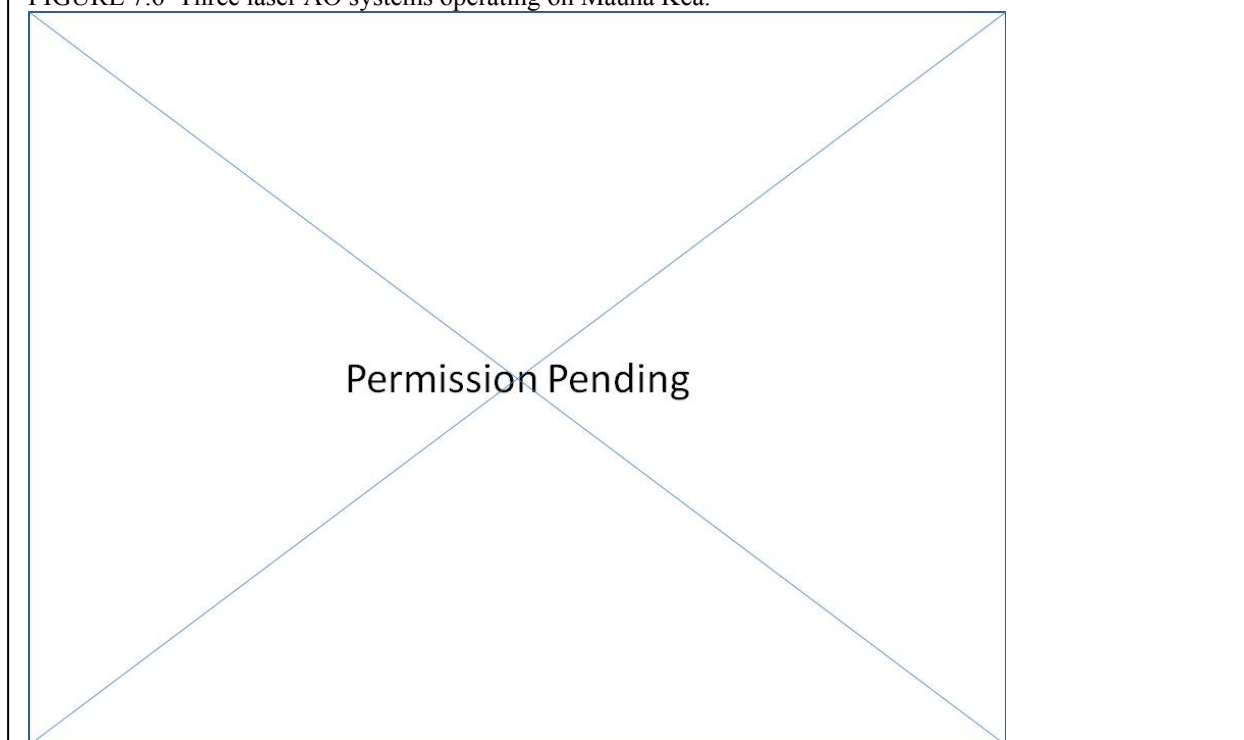 FIGURE 7.6 Three laser AO systems operating on Mauna Kea.
Permission Pending